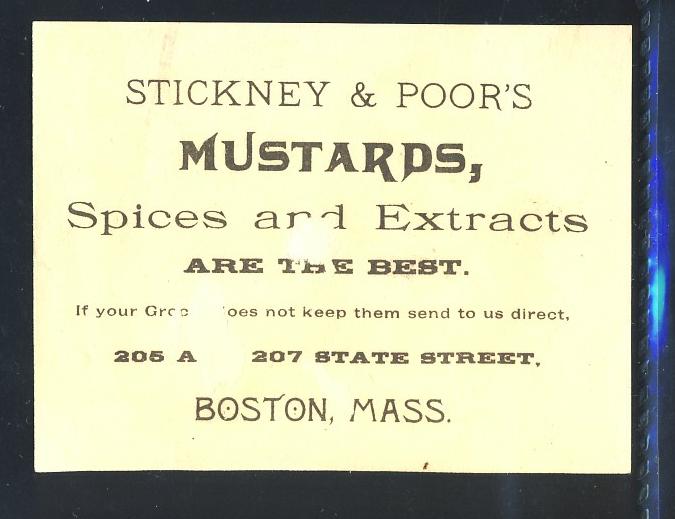 STICKNEY & POOR'S
MUSTARDS,
Spices and Extracts
ARE THE BEST.
If your not keep them send to us direct,
205 207 STATE STREET,
BOSTON, MASS.